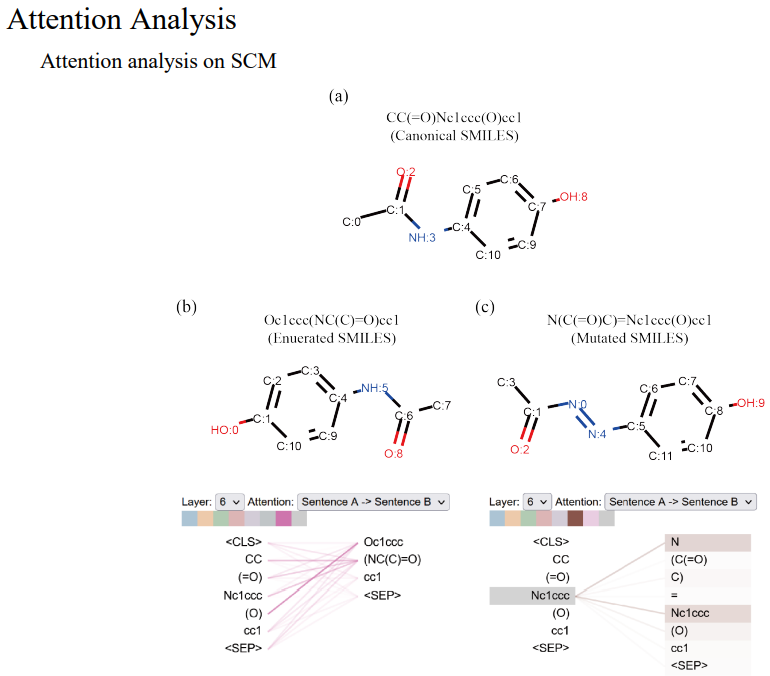 Attention Analysis
Attention analysis on SCM
(a)
CC(=O)Nc1ccc(O)cc1
(Canonical SMILES)
O:2
C:0
C:1
NH:3
C:4
C:5
C:6
C:7
OH:8
C:9
C:10
(b)
Oc1ccc(NC(C)=O)cc1
(Enuerated SMILES)
HO:0
C:1
C:2
C:3
C:4
NH:5
C:6
C:7
O:8
C:9
C:10
(c)
N(C(=O)C)=Nc1ccc(O)cc1
(Mutated SMILES)
C:3
C:1
O:2
N:0
N:4
C:5
C:6
C:7
C:8
OH:9
C:10
C:11
Layer: 6 Attention: Sentence A -> Sentence B
<CLS> Oc1ccc
CC (NC(C)=O)
(=O) cc1
Nc1ccc <SEP>
(O)
cc1
<SEP>
Layer: 6 Attention: Sentence A -> Sentence B
<CLS> N
CC (C(=O)
(=O) C)
Nc1ccc =
(O) Nc1ccc
cc1 (O)
<SEP> cc1
<SEP>